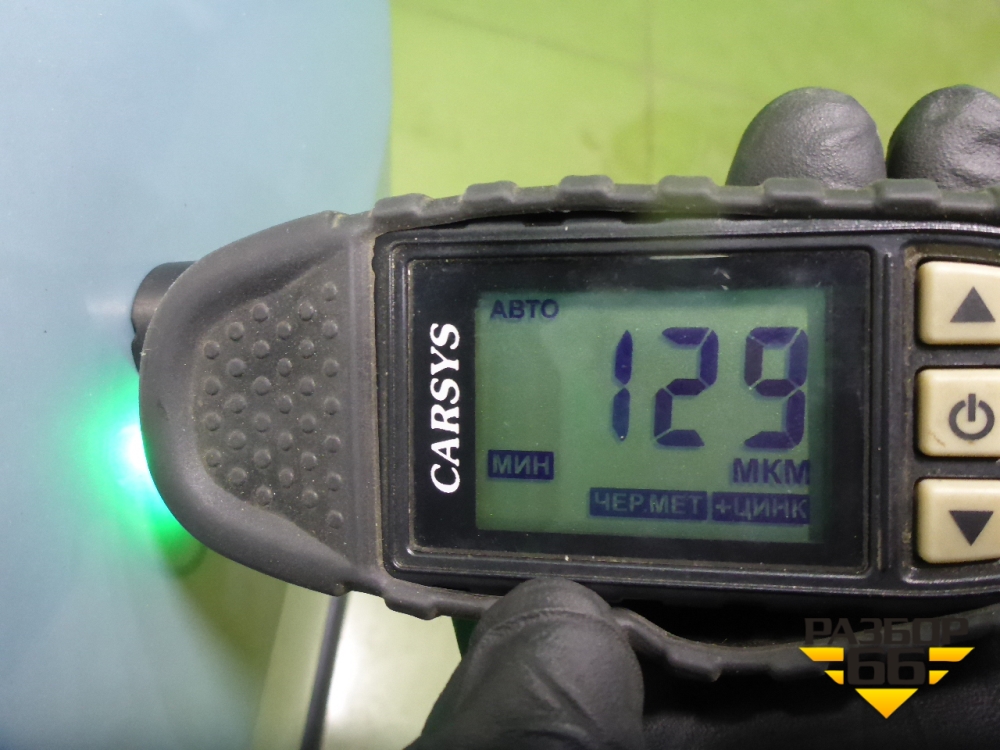 CARSYS
АВТО
129
МИН
МКМ
ЧЕР.МЕТ +ЦИНК
РАЗБОР
66